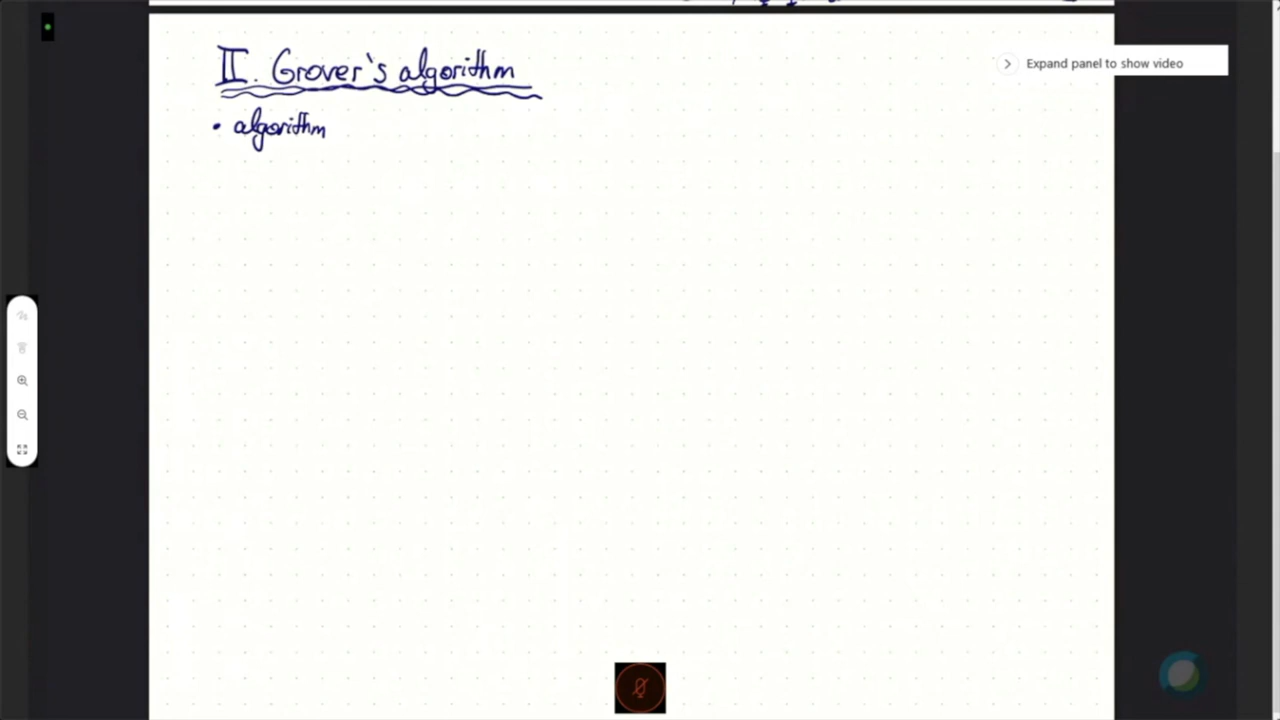 II. Grover's algorithm
Expand panel to show video
• algorithm